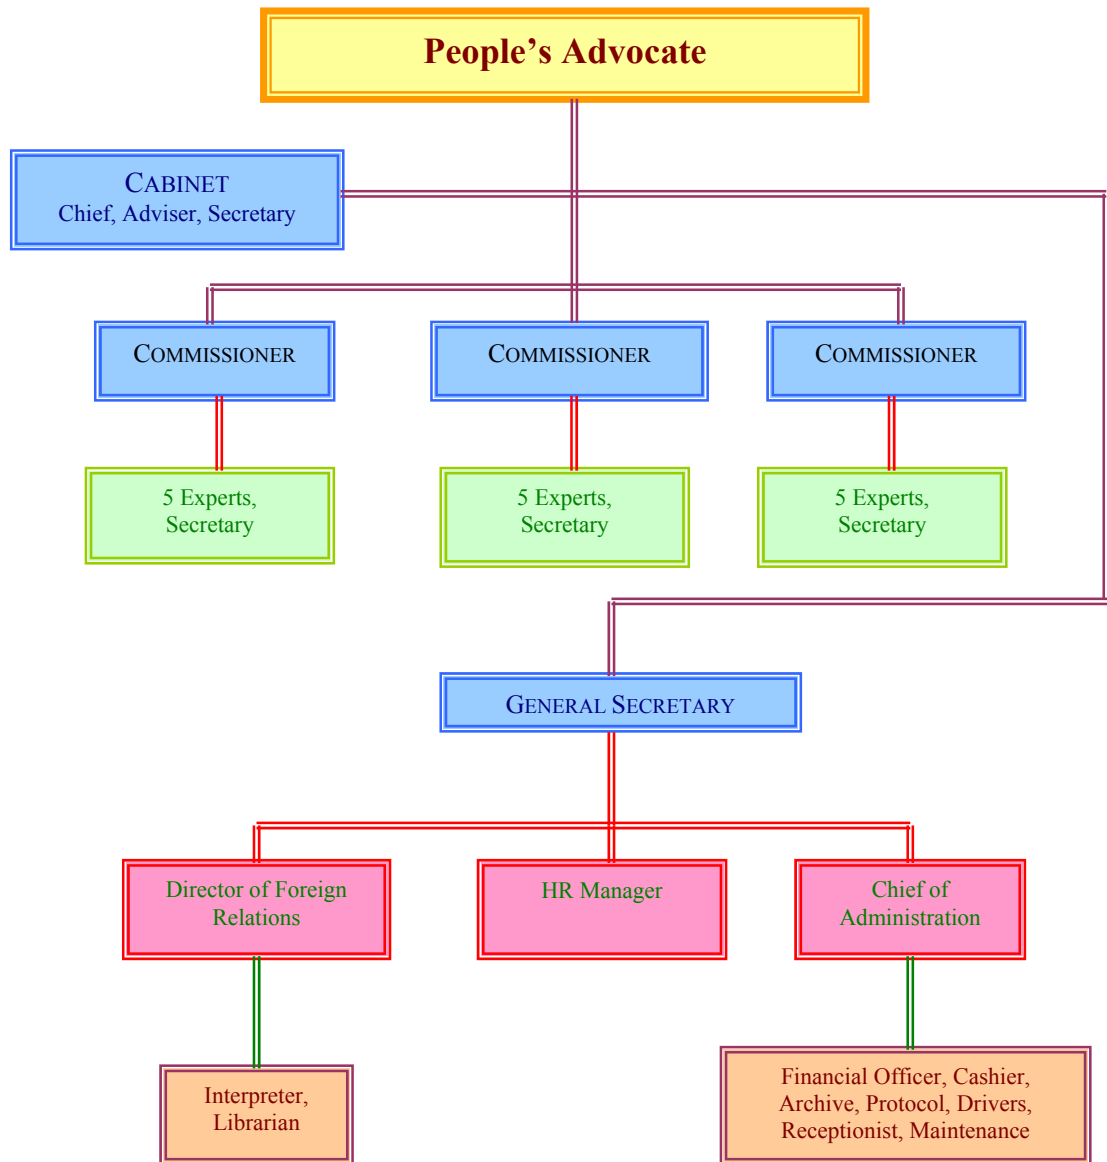 People’s Advocate
CABINET
Chief, Adviser, Secretary
COMMISSIONER
COMMISSIONER
COMMISSIONER
5 Experts,
Secretary
5 Experts,
Secretary
5 Experts,
Secretary
GENERAL SECRETARY
Director of Foreign
Relations
HR Manager
Chief of
Administration
Interpreter,
Librarian
Financial Officer, Cashier,
Archive, Protocol, Drivers,
Receptionist, Maintenance